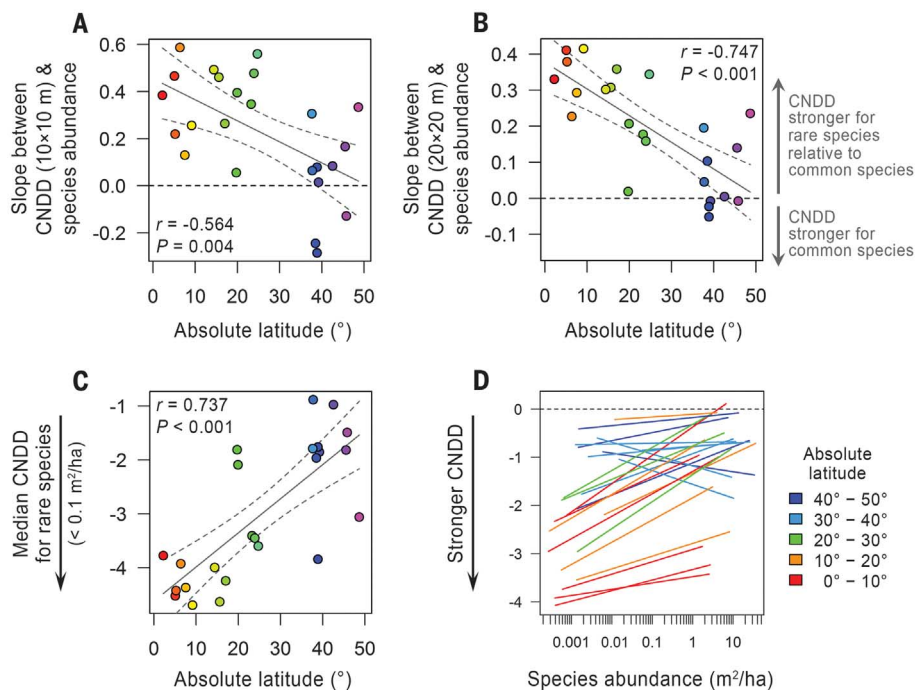 A
Slope between
CNDD (10×10 m) &
species abundance
0.6
0.4
0.2
0.0
-0.2
r = -0.564
P = 0.004
0 10 20 30 40 50
Absolute latitude (°)
B
Slope between
CNDD (20×20 m) &
species abundance
0.4
0.3
0.2
0.1
0.0
-0.1
r = -0.747
P < 0.001
0 10 20 30 40 50
Absolute latitude (°)
CNDD
stronger for
rare species
relative to
common species
CNDD
stronger for
common species
C
Median CNDD
for rare species
(< 0.1 m²/ha)
-1
-2
-3
-4
r = 0.737
P < 0.001
0 10 20 30 40 50
Absolute latitude (°)
D
Stronger CNDD
0
-1
-2
-3
-4
0.001 0.01 0.1 1 10
Species abundance (m²/ha)
Absolute
latitude
40° – 50°
30° – 40°
20° – 30°
10° – 20°
0° – 10°